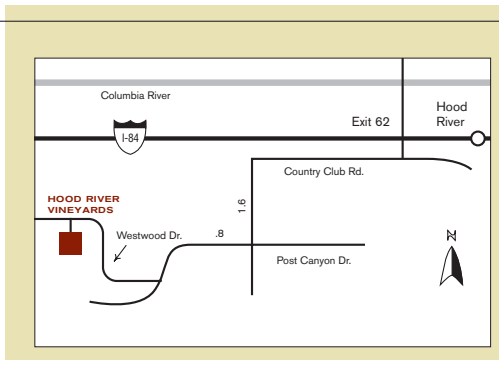 Columbia River
I-84
Exit 62
Hood
River
Country Club Rd.
HOOD RIVER
VINEYARDS
1.6
Westwood Dr.
.8
Post Canyon Dr.
N